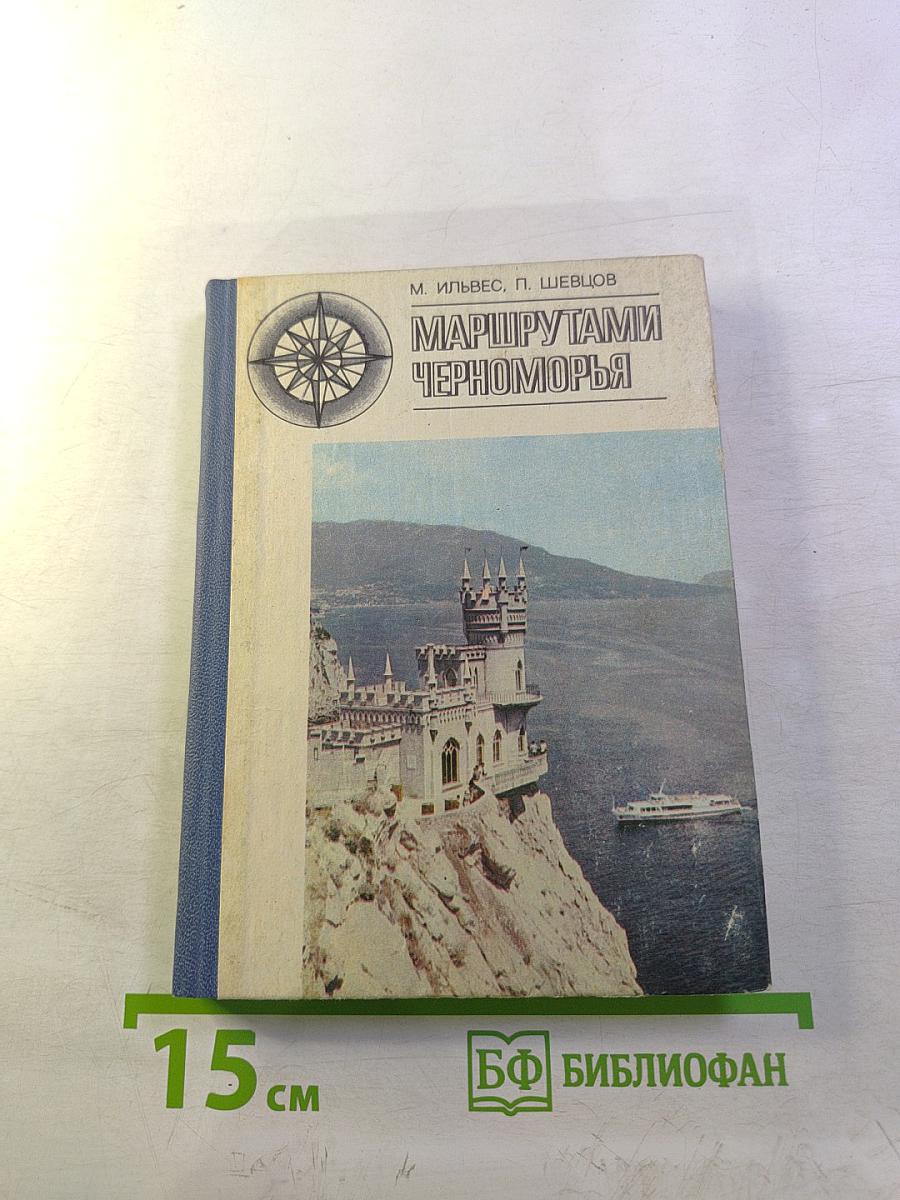 М. ИЛЬВЕС, П. ШЕВЦОВ
МАРШРУТАМИ
ЧЕРНОМОРЬЯ
15 см
БФ БИБЛИОФАН